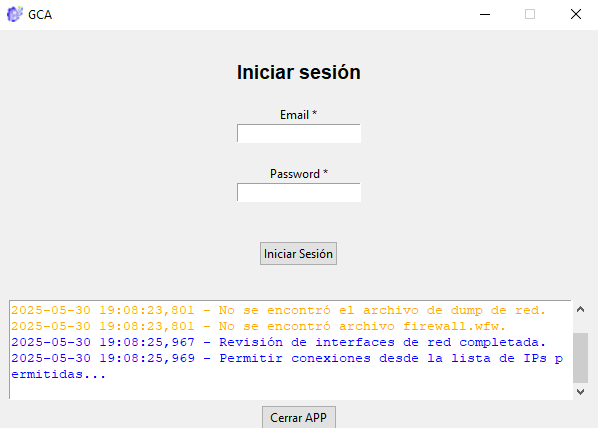 GCA
Iniciar sesión
Email *
Password *
Iniciar Sesión
2025-05-30 19:08:23,801 - No se encontró el archivo de dump de red.
2025-05-30 19:08:23,801 - No se encontró archivo firewall.wfw.
2025-05-30 19:08:25,967 - Revisión de interfaces de red completada.
2025-05-30 19:08:25,969 - Permitir conexiones desde la lista de IPs p
ermitidas...
Cerrar APP